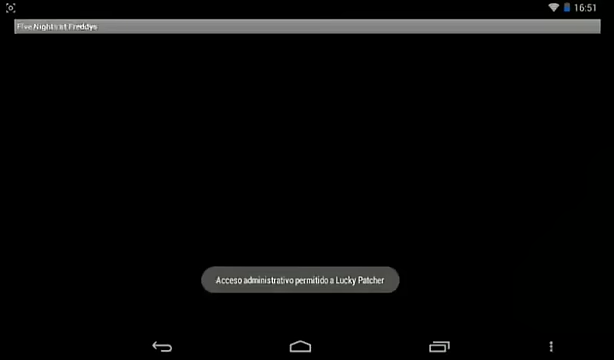 16:51
Five Nights at Freddys
Acceso administrativo permitido a Lucky Patcher